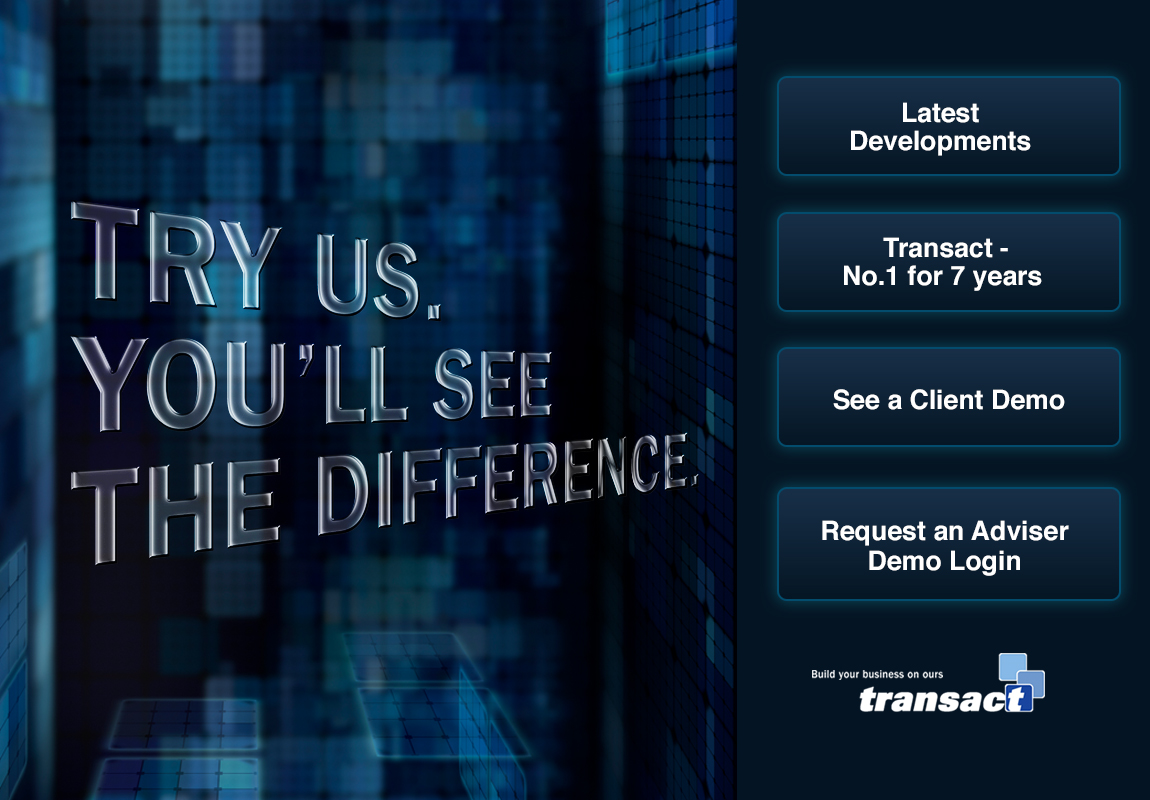 TRY US.
YOU'LL SEE
THE DIFFERENCE.
Latest
Developments
Transact -
No.1 for 7 years
See a Client Demo
Request an Adviser
Demo Login
Build your business on ours
transact